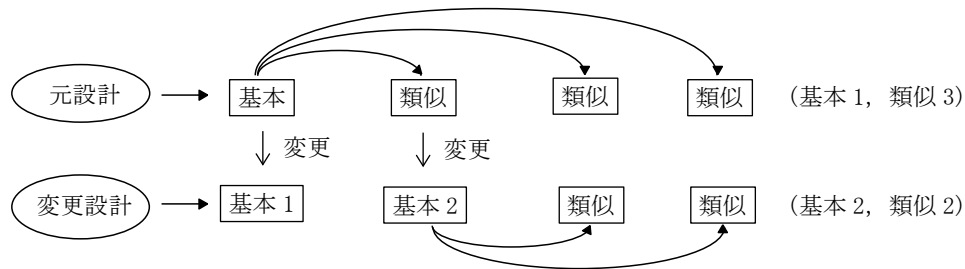 元設計 基本 類似 類似 類似 (基本 1, 類似 3)
変更 変更
変更設計 基本 1 基本 2 類似 類似 (基本 2, 類似 2)